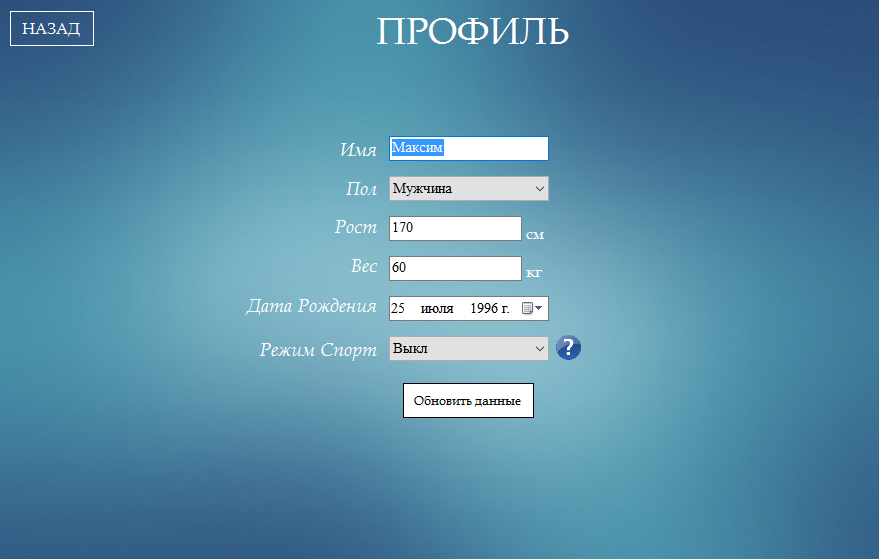 НАЗАД
ПРОФИЛЬ
Имя Максим
Пол Мужчина
Рост 170 см
Вес 60 кг
Дата Рождения 25 июля 1996 г.
Режим Спорт Выкл ?
Обновить данные